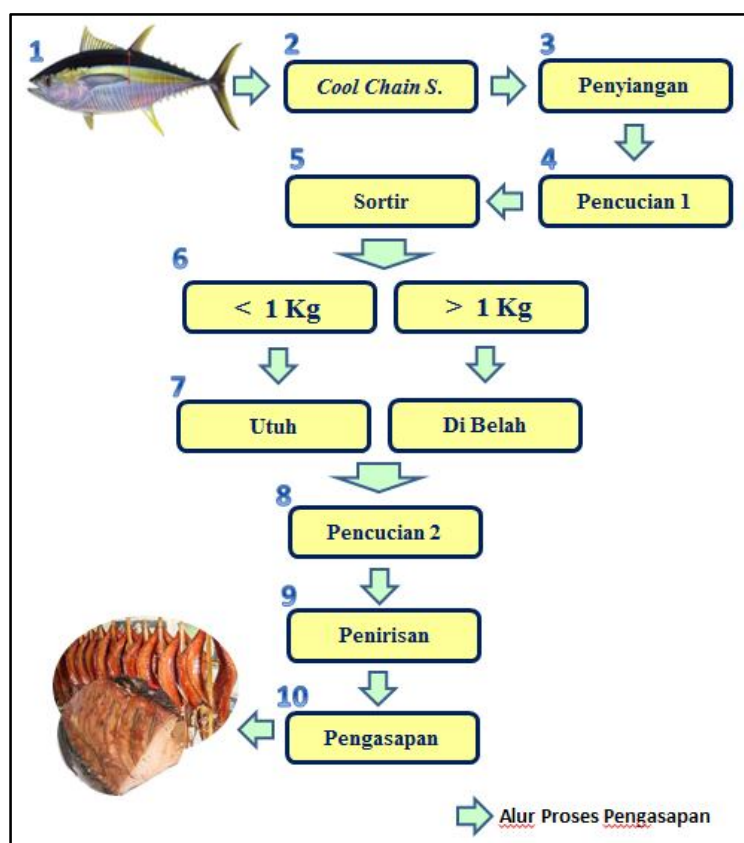 1
2
Cool Chain S.
3
Penyiangan
4
Pencucian 1
5
Sortir
6
< 1 Kg
> 1 Kg
7
Utuh
Di Belah
8
Pencucian 2
9
Penirisan
10
Pengasapan
Alur Proses Pengasapan